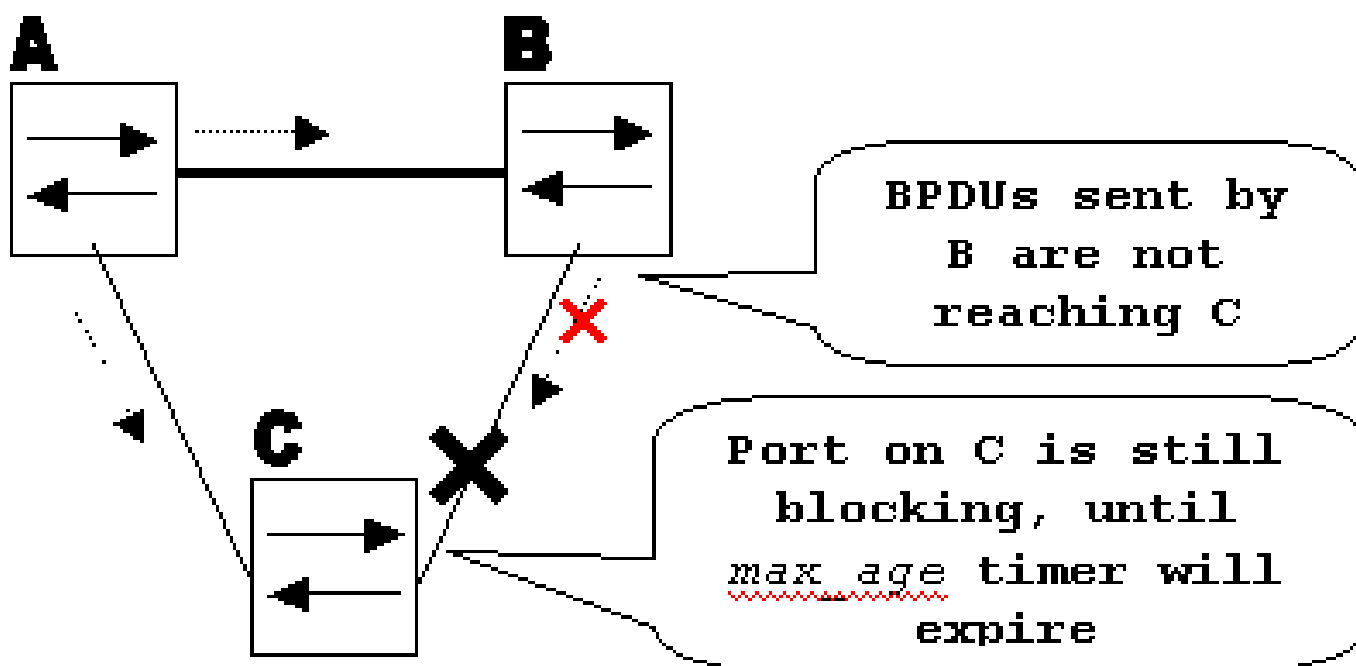 A
B
BPDUs sent by
B are not
reaching C
C
Port on C is still
blocking, until
max_age timer will
expire